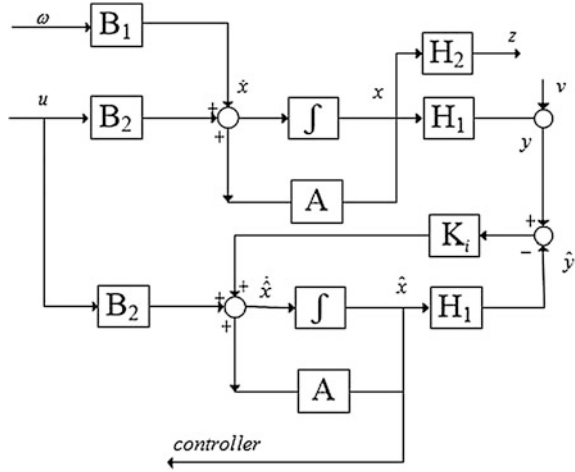 ω B₁
H₂ z
ẋ x v
u B₂ + ∫ H₁
+ y
A
Kᵢ +
+ + − ŷ
x̂̇ x̂
B₂ + ∫ H₁
+
A
controller